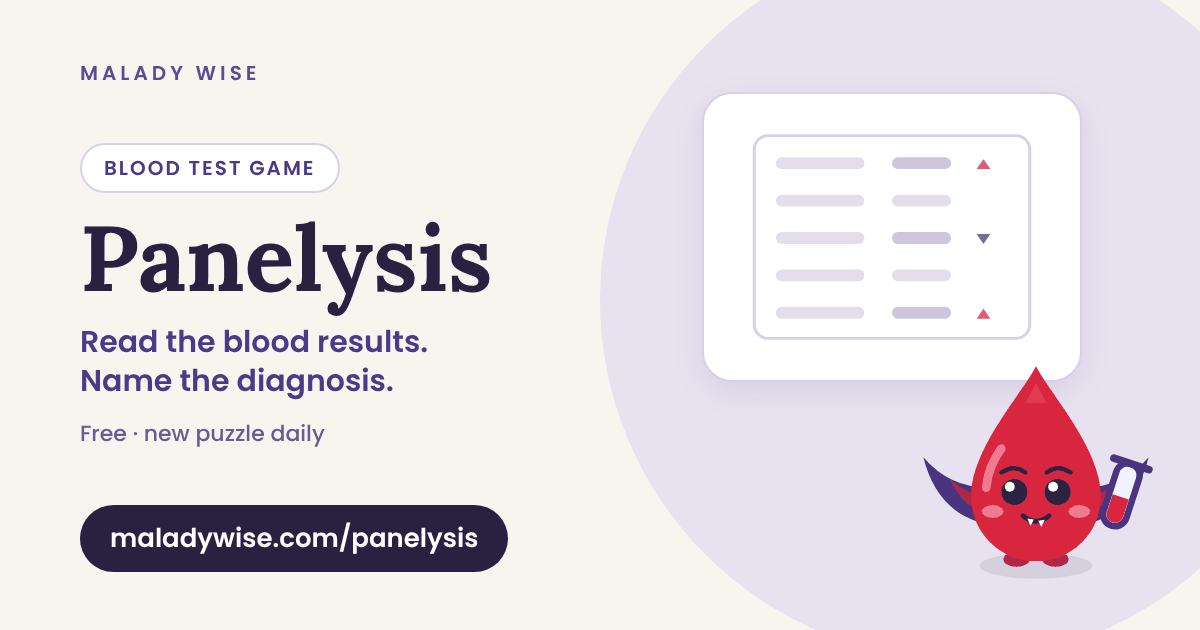 MALADY WISE
BLOOD TEST GAME
Panelysis
Read the blood results.
Name the diagnosis.
Free · new puzzle daily
maladywise.com/panelysis